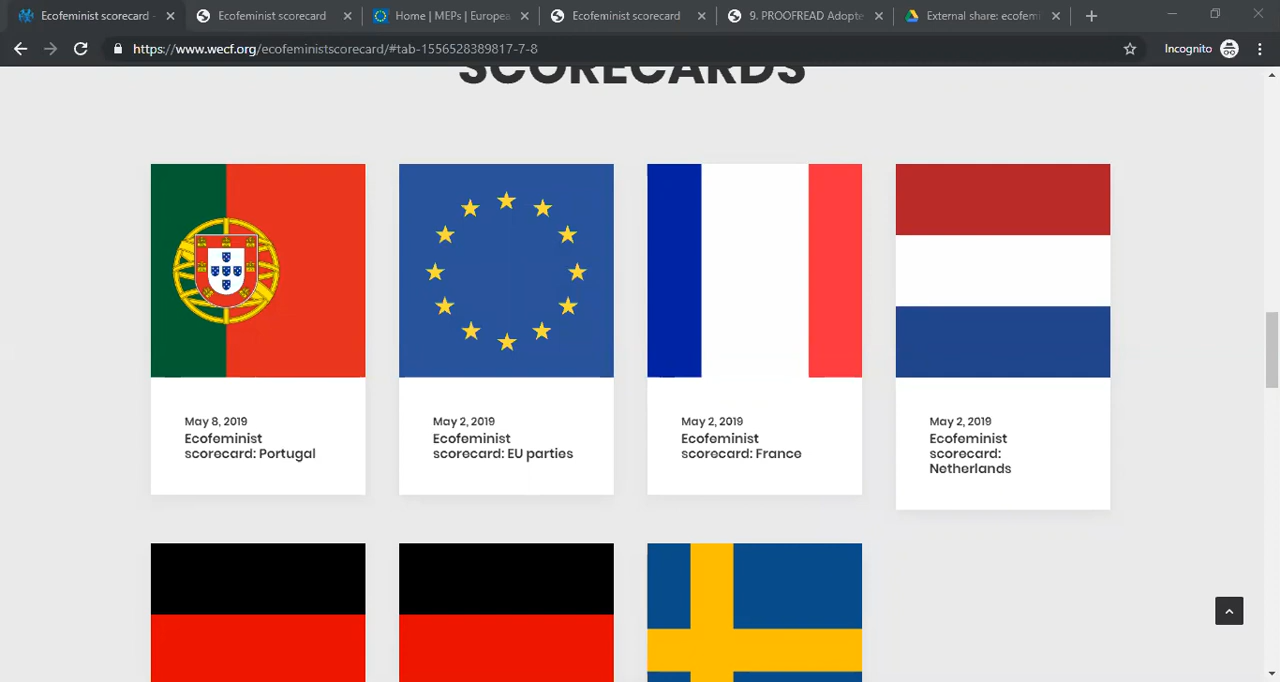 Ecofeminist scorecard -
Ecofeminist scorecard
Home | MEPs | Europea
Ecofeminist scorecard
9. PROOFREAD Adopte
External share: ecofemi
https://www.wecf.org/ecofeministscorecard/#tab-1556528389817-7-8
Incognito
SCORECARDS
May 8, 2019
Ecofeminist
scorecard: Portugal
May 2, 2019
Ecofeminist
scorecard: EU parties
May 2, 2019
Ecofeminist
scorecard: France
May 2, 2019
Ecofeminist
scorecard:
Netherlands